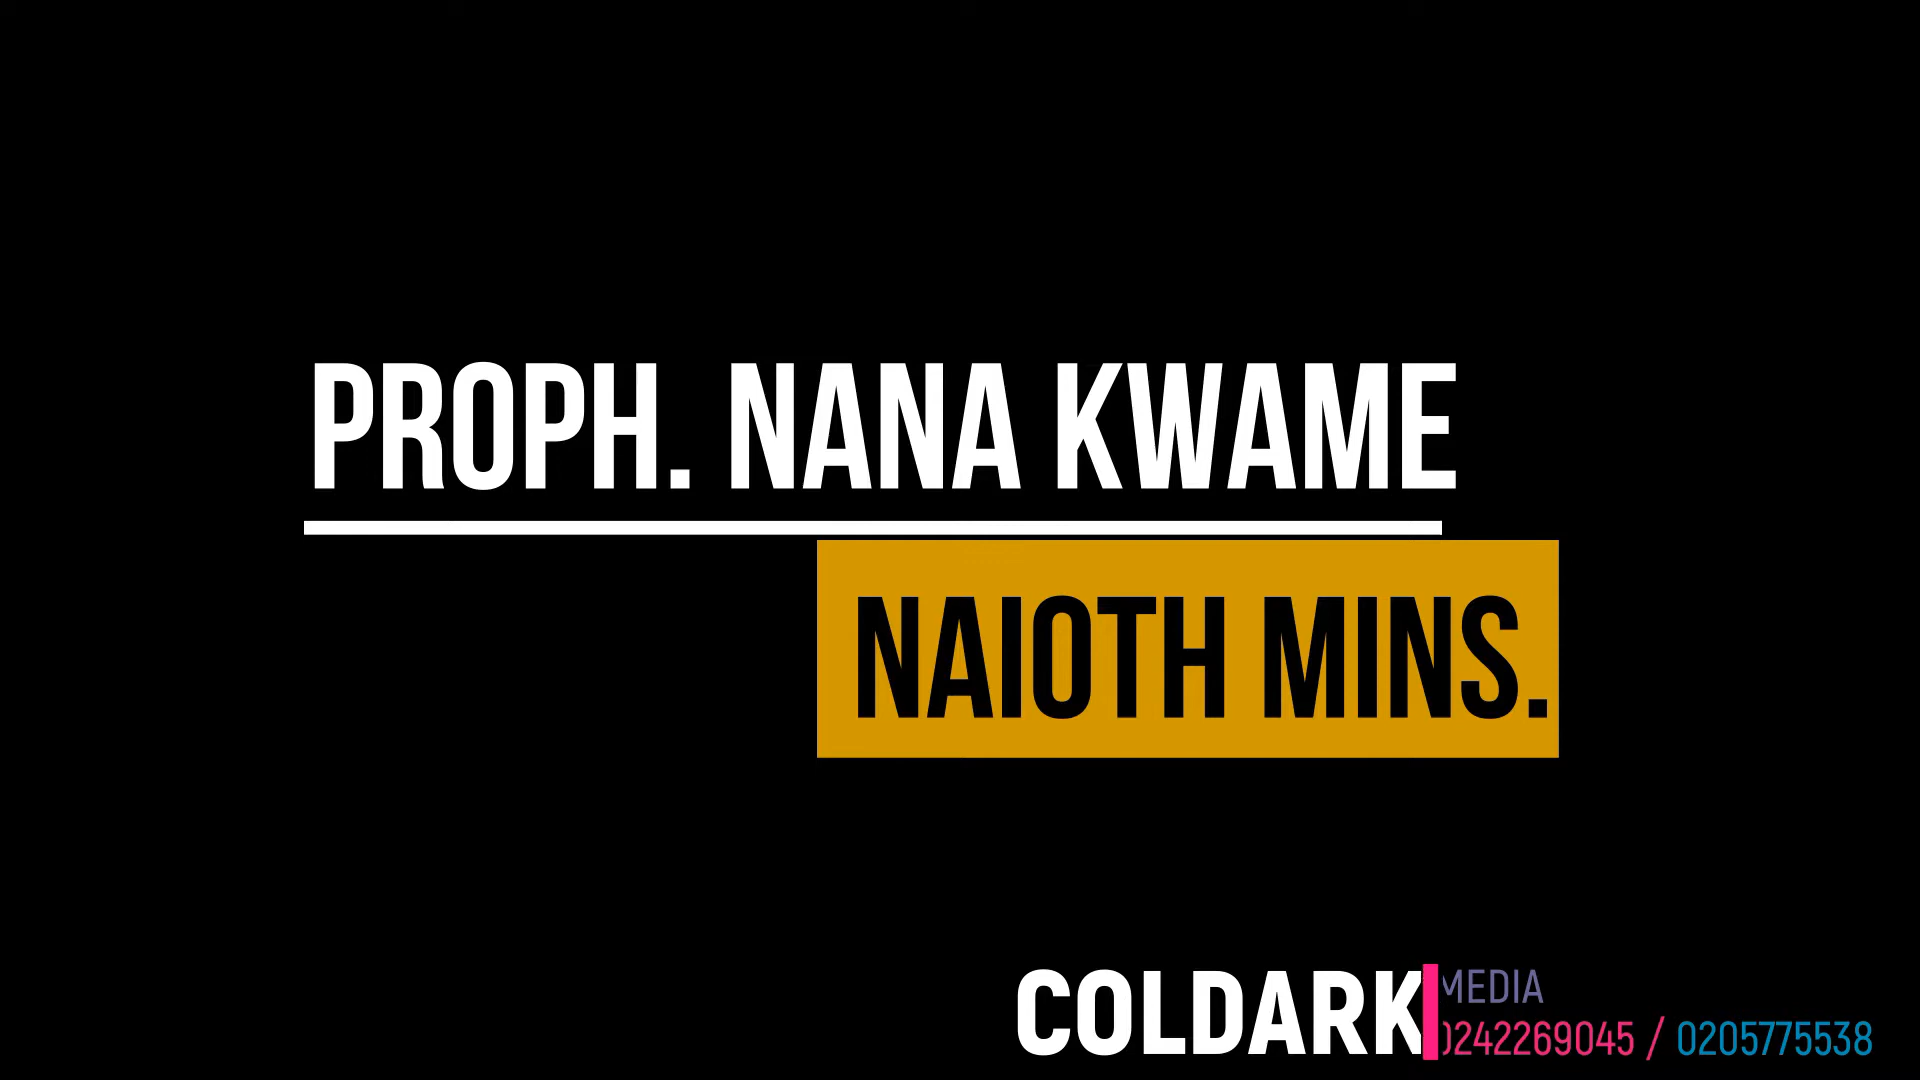 PROPH. NANA KWAME
NAIOTH MINS.
COLDARK
MEDIA
0242269045 / 0205775538